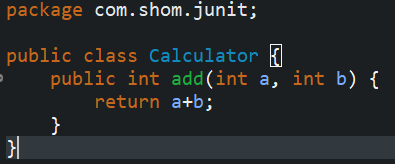 package com.shom.junit;
public class Calculator {
    public int add(int a, int b) {
        return a+b;
    }
}